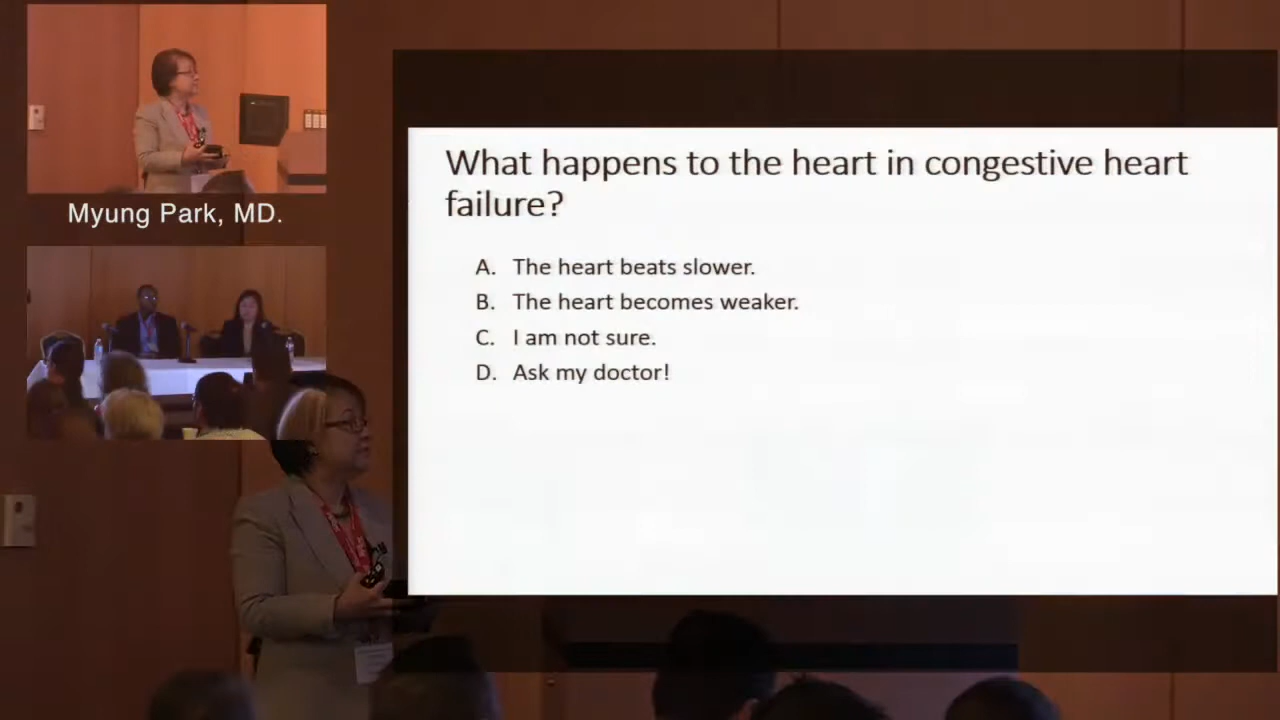 Myung Park, MD.
What happens to the heart in congestive heart
failure?
A. The heart beats slower.
B. The heart becomes weaker.
C. I am not sure.
D. Ask my doctor!